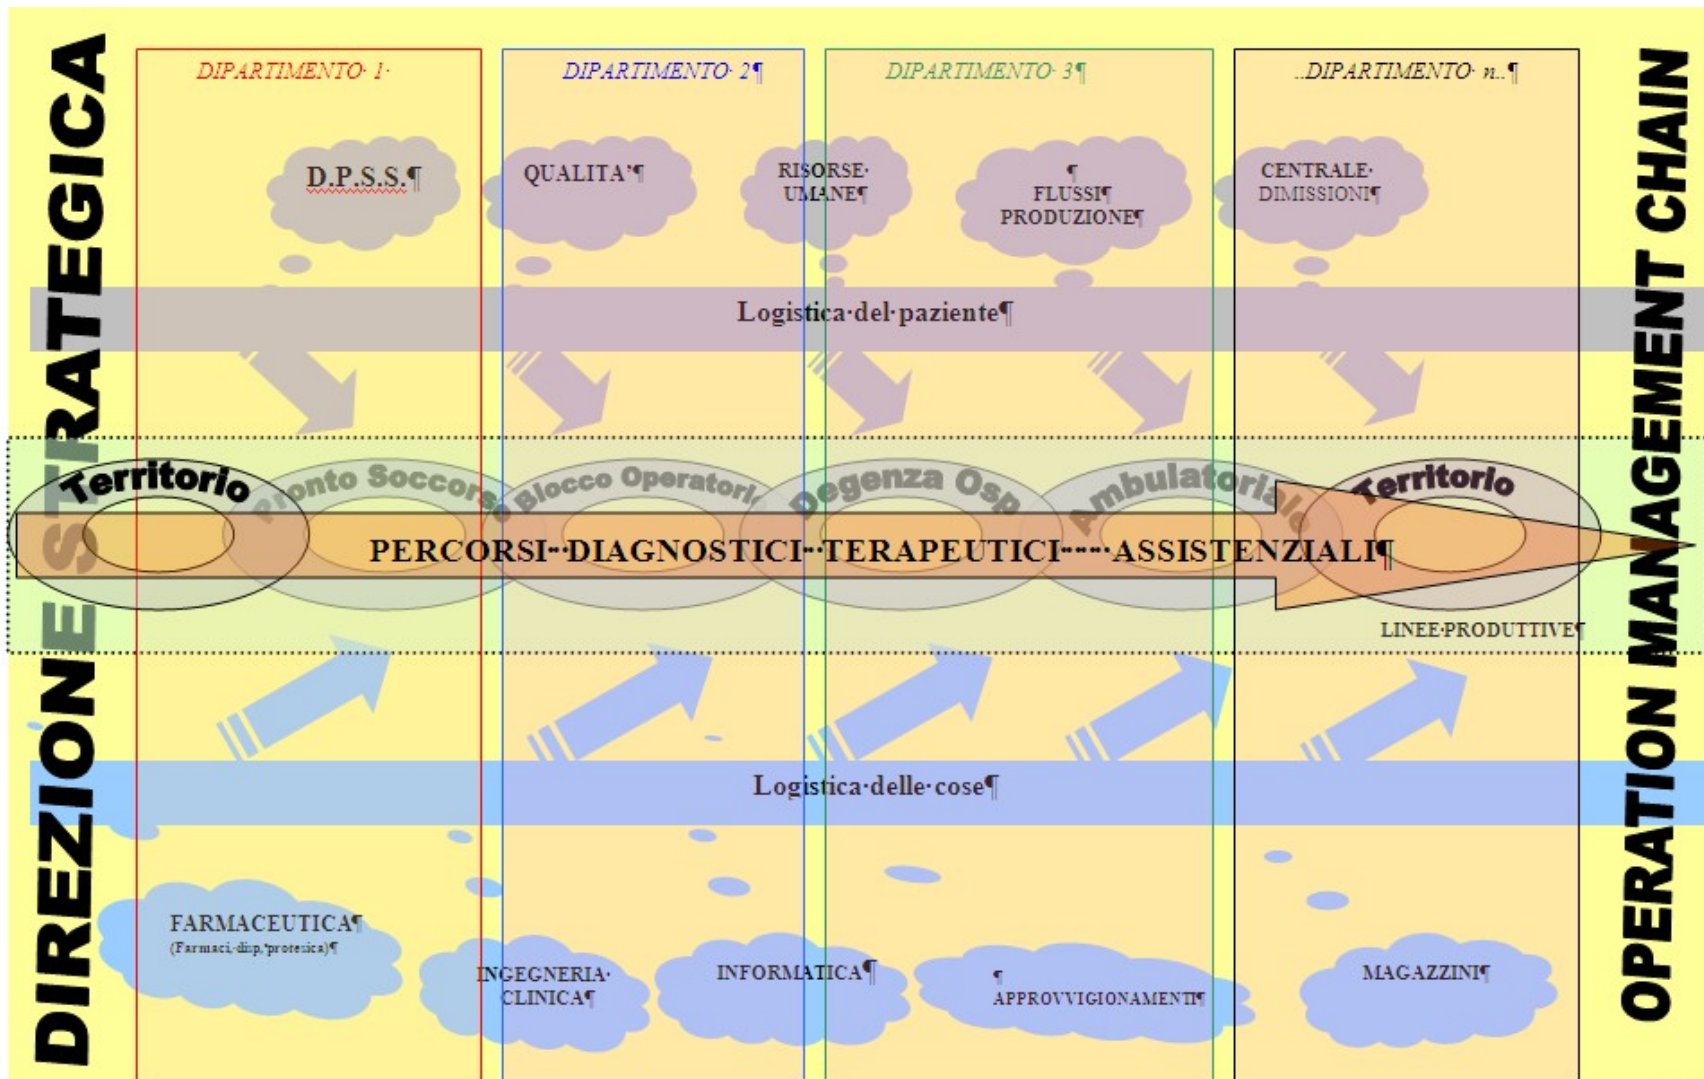 DIREZIONE STRATEGICA
DIPARTIMENTO· 1·
DIPARTIMENTO· 2¶
DIPARTIMENTO· 3¶
..DIPARTIMENTO· n..¶
OPERATION MANAGEMENT CHAIN
D.P.S.S.¶
QUALITA’¶
RISORSE·
UMANE¶
¶
FLUSSI¶
PRODUZIONE¶
CENTRALE·
DIMISSIONI¶
Logistica·del·paziente¶
Territorio
Pronto Soccorso
Blocco Operatorio
Degenza Osp
Ambulatoriale
Territorio
PERCORSI···DIAGNOSTICI···TERAPEUTICI·····ASSISTENZIALI¶
LINEE·PRODUTTIVE¶
Logistica·delle·cose¶
FARMACEUTICA¶
(Farmaci,·disp,·protesica)¶
INGEGNERIA·
CLINICA¶
INFORMATICA¶
¶
APPROVVIGIONAMENTI¶
MAGAZZINI¶